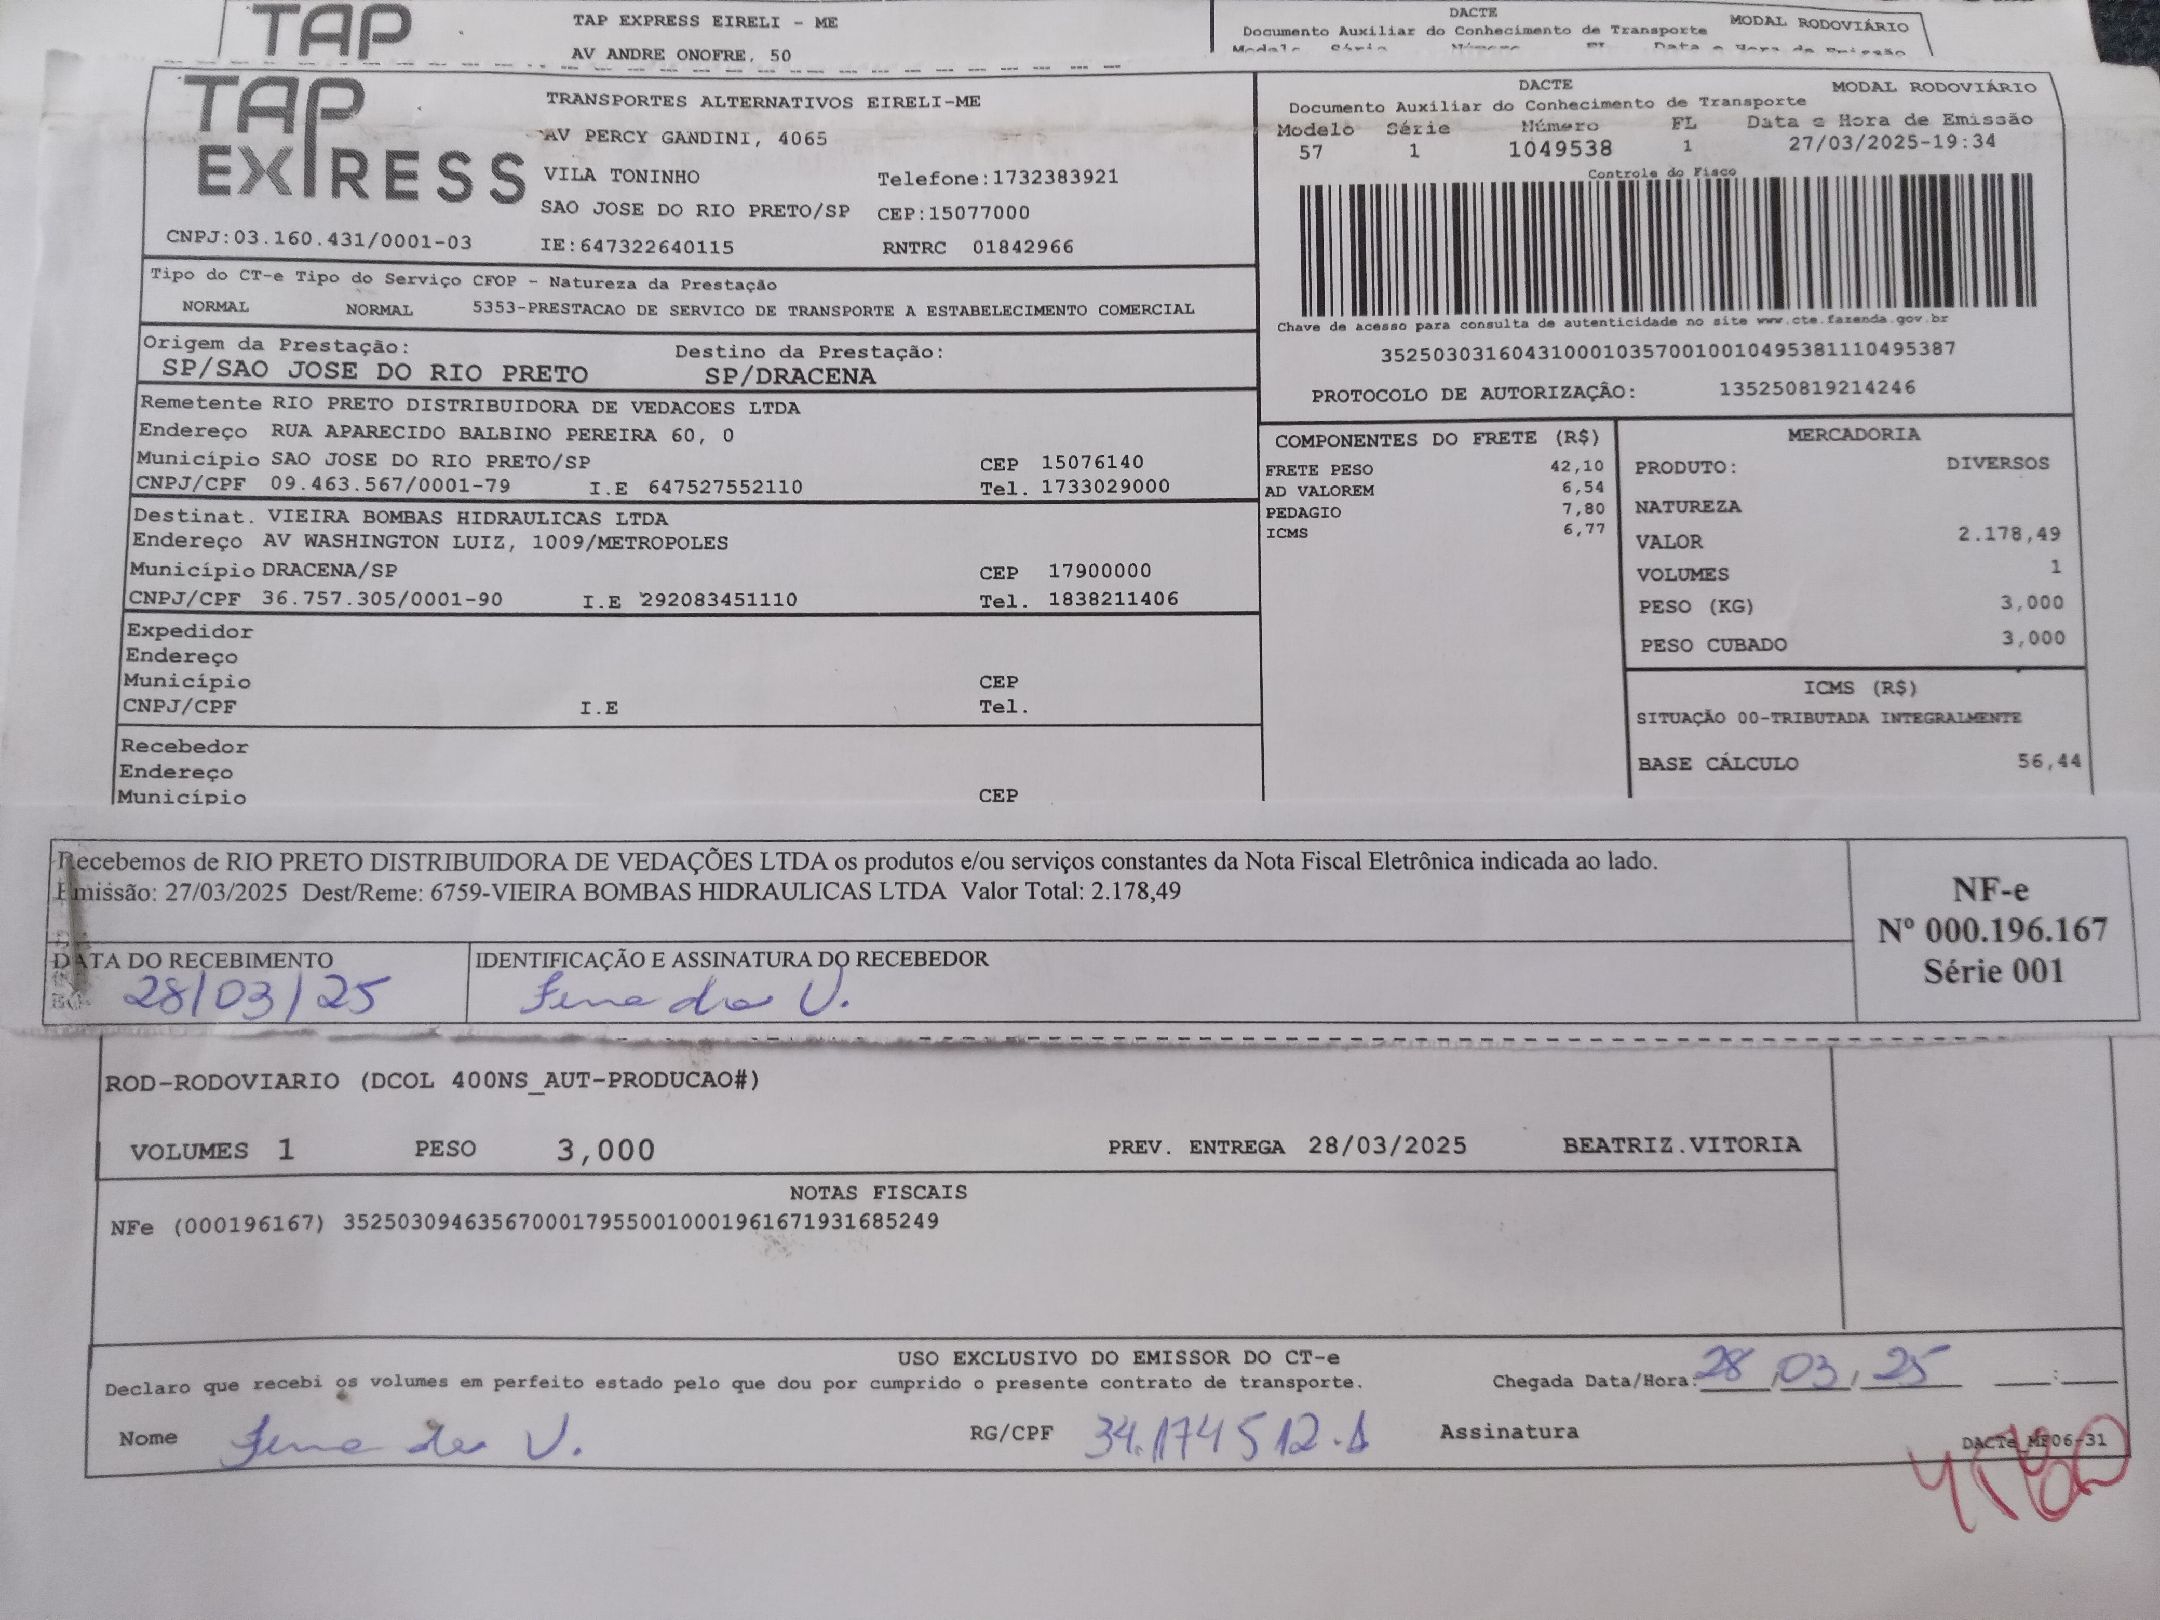 TAP
TAP EXPRESS EIRELI - ME
AV ANDRE ONOFRE, 50
DACTE
MODAL RODOVIÁRIO
Documento Auxiliar do Conhecimento de Transporte
Modelo Série Número FL Data e Hora de Emissão
TAP EXPRESS
TRANSPORTES ALTERNATIVOS EIRELI-ME
AV PERCY GANDINI, 4065
VILA TONINHO Telefone:1732383921
SAO JOSE DO RIO PRETO/SP CEP:15077000
CNPJ:03.160.431/0001-03 IE:647322640115 RNTRC 01842966
DACTE MODAL RODOVIÁRIO
Documento Auxiliar do Conhecimento de Transporte
Modelo Série Número FL Data e Hora de Emissão
57 1 1049538 1 27/03/2025-19:34
Controle do Fisco
Chave de acesso para consulta de autenticidade no site www.cte.fazenda.gov.br
35250303160431000103570010010495381110495387
PROTOCOLO DE AUTORIZAÇÃO: 135250819214246
Tipo do CT-e Tipo do Serviço CFOP - Natureza da Prestação
NORMAL NORMAL 5353-PRESTACAO DE SERVICO DE TRANSPORTE A ESTABELECIMENTO COMERCIAL
Origem da Prestação: Destino da Prestação:
SP/SAO JOSE DO RIO PRETO SP/DRACENA
Remetente RIO PRETO DISTRIBUIDORA DE VEDACOES LTDA
Endereço RUA APARECIDO BALBINO PEREIRA 60, 0
Município SAO JOSE DO RIO PRETO/SP CEP 15076140
CNPJ/CPF 09.463.567/0001-79 I.E 647527552110 Tel. 1733029000
Destinat. VIEIRA BOMBAS HIDRAULICAS LTDA
Endereço AV WASHINGTON LUIZ, 1009/METROPOLES
Município DRACENA/SP CEP 17900000
CNPJ/CPF 36.757.305/0001-90 I.E 292083451110 Tel. 1838211406
Expedidor
Endereço
Município CEP
CNPJ/CPF I.E Tel.
Recebedor
Endereço
Município CEP
COMPONENTES DO FRETE (R$)
FRETE PESO 42,10
AD VALOREM 6,54
PEDAGIO 7,80
ICMS 6,77
MERCADORIA
PRODUTO: DIVERSOS
NATUREZA
VALOR 2.178,49
VOLUMES 1
PESO (KG) 3,000
PESO CUBADO 3,000
ICMS (R$)
SITUAÇÃO 00-TRIBUTADA INTEGRALMENTE
BASE CÁLCULO 56,44
Recebemos de RIO PRETO DISTRIBUIDORA DE VEDAÇÕES LTDA os produtos e/ou serviços constantes da Nota Fiscal Eletrônica indicada ao lado.
Emissão: 27/03/2025 Dest/Reme: 6759-VIEIRA BOMBAS HIDRAULICAS LTDA Valor Total: 2.178,49
DATA DO RECEBIMENTO IDENTIFICAÇÃO E ASSINATURA DO RECEBEDOR
28/03/25 V.
NF-e
Nº 000.196.167
Série 001
ROD-RODOVIARIO (DCOL 400NS_AUT-PRODUCAO#)
VOLUMES 1 PESO 3,000 PREV. ENTREGA 28/03/2025 BEATRIZ.VITORIA
NOTAS FISCAIS
NFe (000196167) 35250309463567000179550010001961671931685249
USO EXCLUSIVO DO EMISSOR DO CT-e
Declaro que recebi os volumes em perfeito estado pelo que dou por cumprido o presente contrato de transporte. Chegada Data/Hora: 28/03/25 :
Nome V. RG/CPF 34.174512.1 Assinatura
DACTe_MF06-31